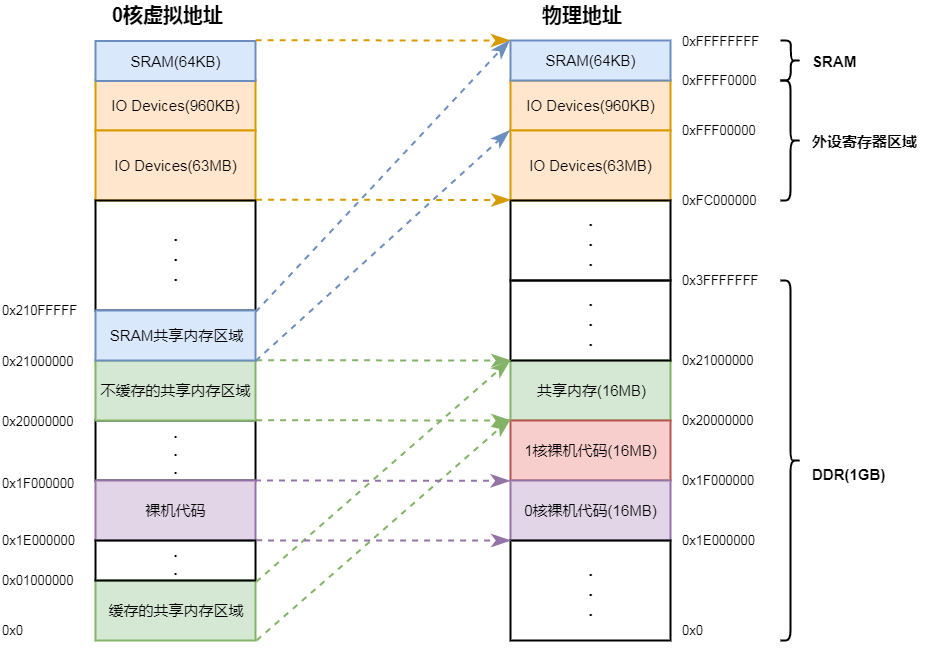 0核虚拟地址
物理地址
SRAM(64KB)
IO Devices(960KB)
IO Devices(63MB)
.
.
.
0x210FFFFF
SRAM共享内存区域
0x21000000
不缓存的共享内存区域
0x20000000
.
.
.
0x1F000000
裸机代码
0x1E000000
.
.
0x01000000
缓存的共享内存区域
0x0
SRAM(64KB)
IO Devices(960KB)
IO Devices(63MB)
.
.
.
.
.
.
共享内存(16MB)
1核裸机代码(16MB)
0核裸机代码(16MB)
.
.
.
0xFFFFFFFF
0xFFFF0000
0xFFF00000
0xFC000000
0x3FFFFFFF
0x21000000
0x20000000
0x1F000000
0x1E000000
0x0
SRAM
外设寄存器区域
DDR(1GB)